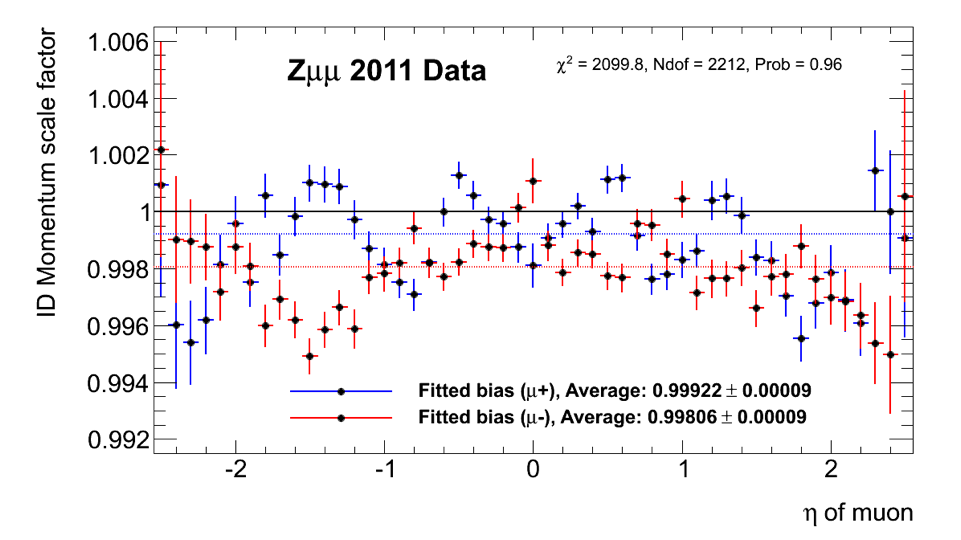 ID Momentum scale factor
Zμμ 2011 Data
χ² = 2099.8, Ndof = 2212, Prob = 0.96
1.006
1.004
1.002
1
0.998
0.996
0.994
0.992
Fitted bias (μ+), Average: 0.99922 ± 0.00009
Fitted bias (μ-), Average: 0.99806 ± 0.00009
-2 -1 0 1 2
η of muon